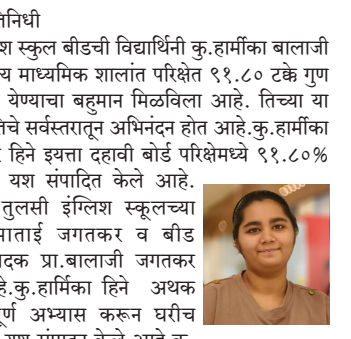 तिनिधी
श स्कुल बीडची विद्यार्थिनी कु.हार्मीका बालाजी
य माध्यमिक शालांत परिक्षेत ९१.८० टक्के गुण
येण्याचा बहुमान मिळविला आहे. तिच्या या
तेचे सर्वस्तरातून अभिनंदन होत आहे.कु.हार्मीका
हिने इयत्ता दहावी बोर्ड परिक्षेमध्ये ९१.८०%
यश संपादित केले आहे.
तुलसी इंग्लिश स्कूलच्या
माताई जगतकर व बीड
पादक प्रा.बालाजी जगतकर
हे.कु.हार्मिका हिने अथक
पूर्ण अभ्यास करून घरीच